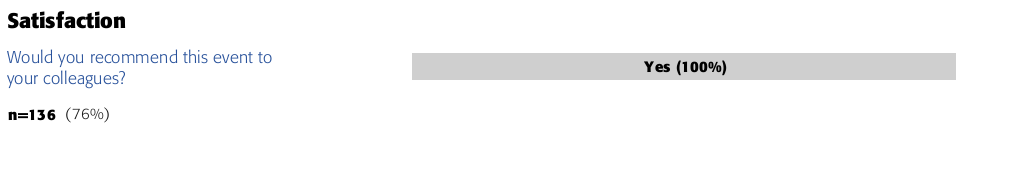 Satisfaction
Would you recommend this event to
your colleagues?
Yes (100%)
n=136 (76%)